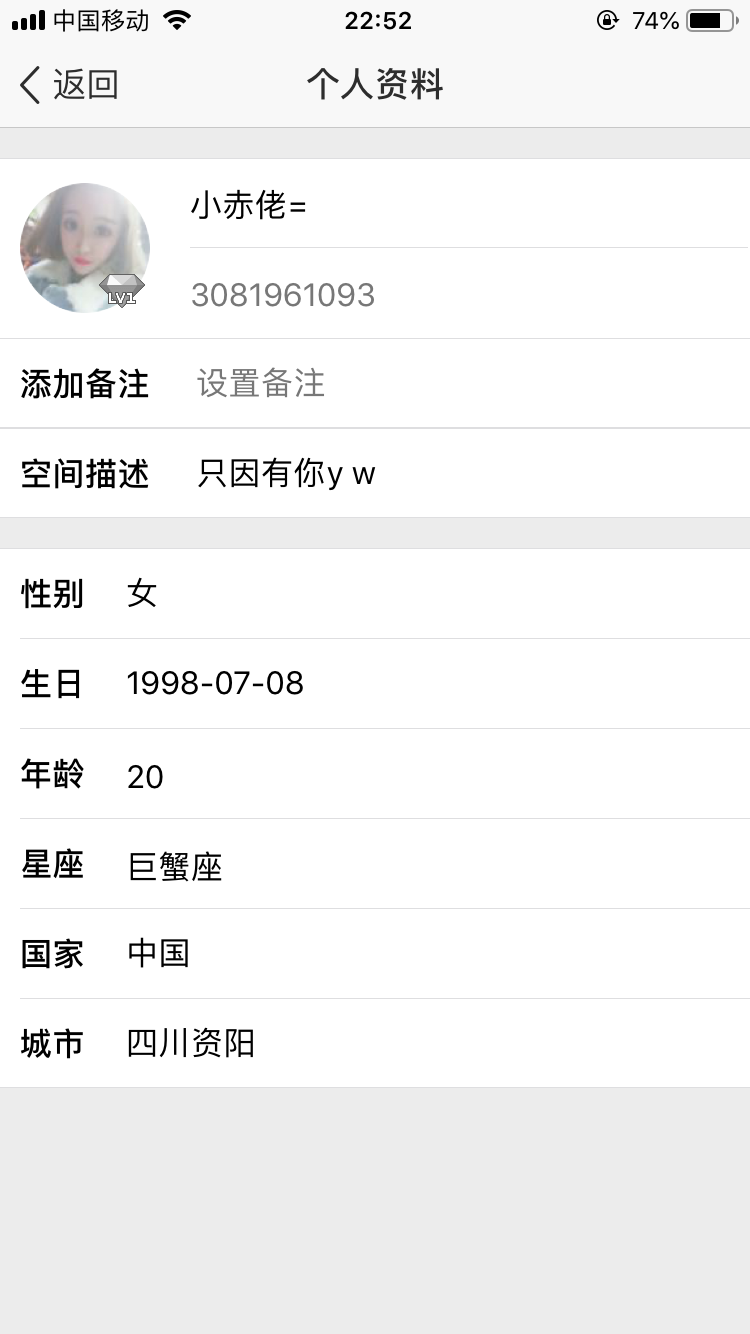 中国移动 22:52 74%
返回 个人资料
小赤佬=
LV1
3081961093
添加备注 设置备注
空间描述 只因有你y w
性别 女
生日 1998-07-08
年龄 20
星座 巨蟹座
国家 中国
城市 四川资阳